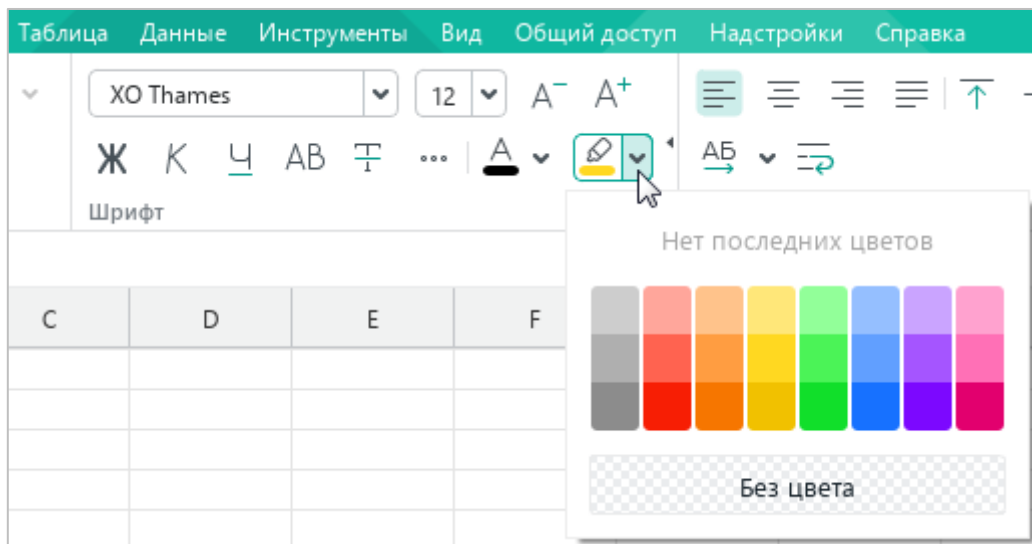 Таблица Данные Инструменты Вид Общий доступ Надстройки Справка
XO Thames 12 A− A+
Ж К Ч АВ Т А АБ
Шрифт
Нет последних цветов
C D E F
Без цвета